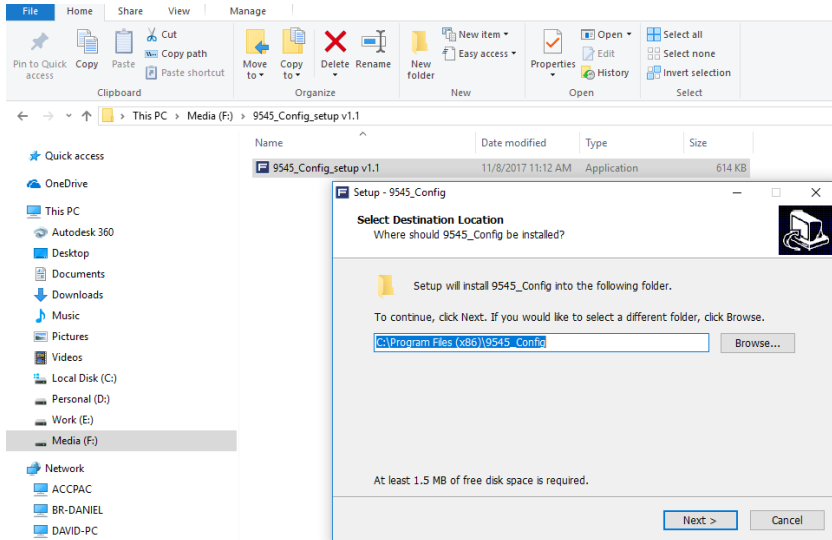 File Home Share View Manage
Pin to Quick access
Copy
Paste
Cut
Copy path
Paste shortcut
Clipboard
Move to
Copy to
Delete
Rename
Organize
New folder
New item
Easy access
New
Properties
Open
Edit
History
Open
Select all
Select none
Invert selection
Select
This PC > Media (F:) > 9545_Config_setup v1.1
Name Date modified Type Size
9545_Config_setup v1.1 11/8/2017 11:12 AM Application 614 KB
Quick access
OneDrive
This PC
Autodesk 360
Desktop
Documents
Downloads
Music
Pictures
Videos
Local Disk (C:)
Personal (D:)
Work (E:)
Media (F:)
Network
ACCPAC
BR-DANIEL
DAVID-PC
Setup - 9545_Config
Select Destination Location
Where should 9545_Config be installed?
Setup will install 9545_Config into the following folder.
To continue, click Next. If you would like to select a different folder, click Browse.
C:\Program Files (x86)\9545_Config
Browse...
At least 1.5 MB of free disk space is required.
Next >
Cancel